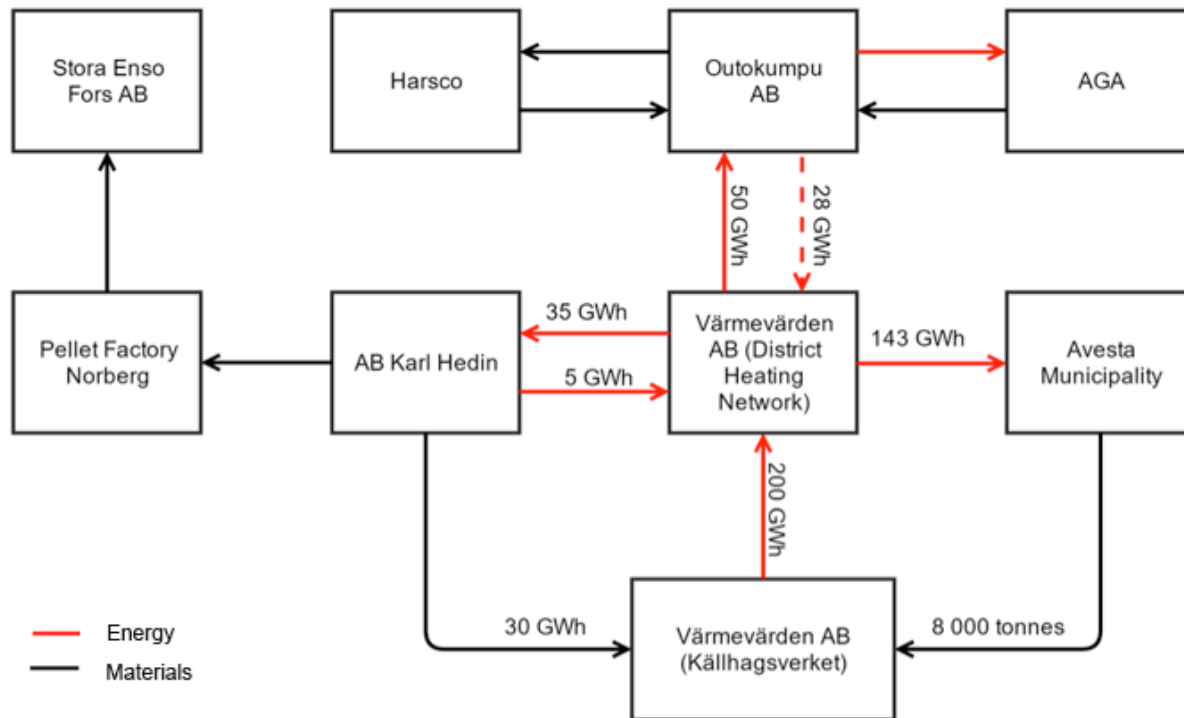 Stora Enso
Fors AB
Harsco
Outokumpu
AB
AGA
50 GWh
28 GWh
Pellet Factory
Norberg
AB Karl Hedin
35 GWh
5 GWh
Värmevärden
AB (District
Heating
Network)
143 GWh
Avesta
Municipality
200 GWh
30 GWh
Värmevärden AB
(Källhagsverket)
8 000 tonnes
Energy
Materials